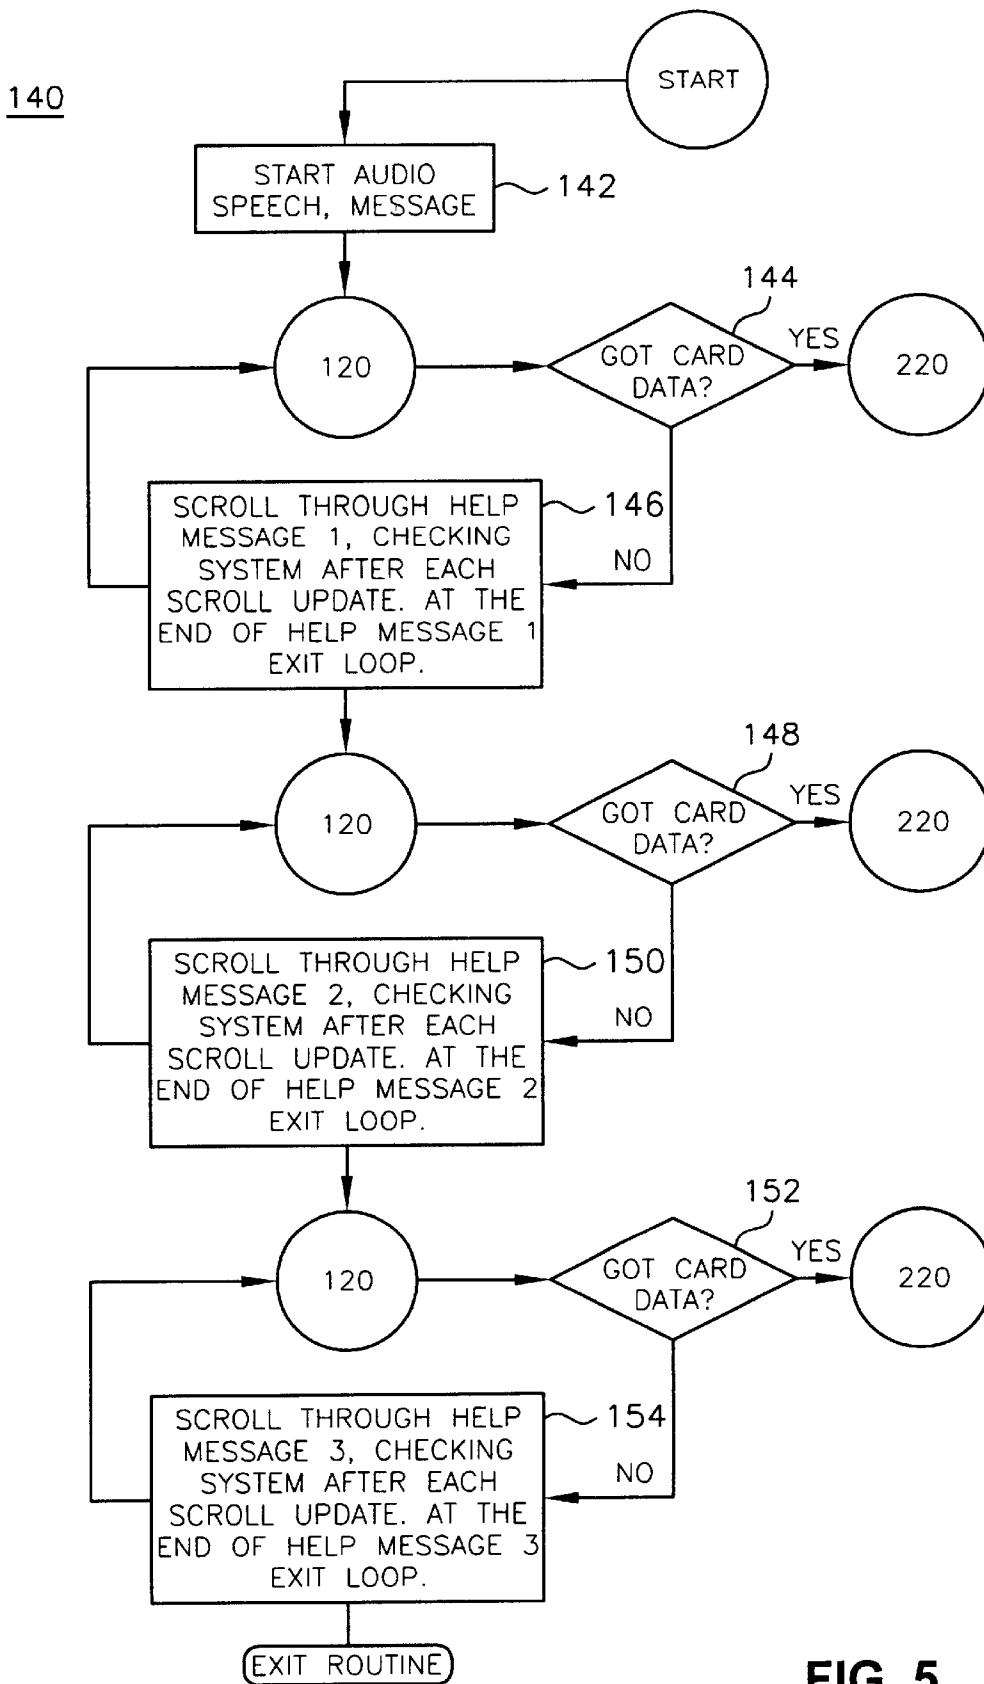 START
140
START AUDIO
SPEECH, MESSAGE
142
144
120
GOT CARD
DATA?
YES
220
SCROLL THROUGH HELP
MESSAGE 1, CHECKING
SYSTEM AFTER EACH
SCROLL UPDATE. AT THE
END OF HELP MESSAGE 1
EXIT LOOP.
146
NO
148
120
GOT CARD
DATA?
YES
220
SCROLL THROUGH HELP
MESSAGE 2, CHECKING
SYSTEM AFTER EACH
SCROLL UPDATE. AT THE
END OF HELP MESSAGE 2
EXIT LOOP.
150
NO
152
120
GOT CARD
DATA?
YES
220
SCROLL THROUGH HELP
MESSAGE 3, CHECKING
SYSTEM AFTER EACH
SCROLL UPDATE. AT THE
END OF HELP MESSAGE 3
EXIT LOOP.
154
NO
EXIT ROUTINE
FIG. 5